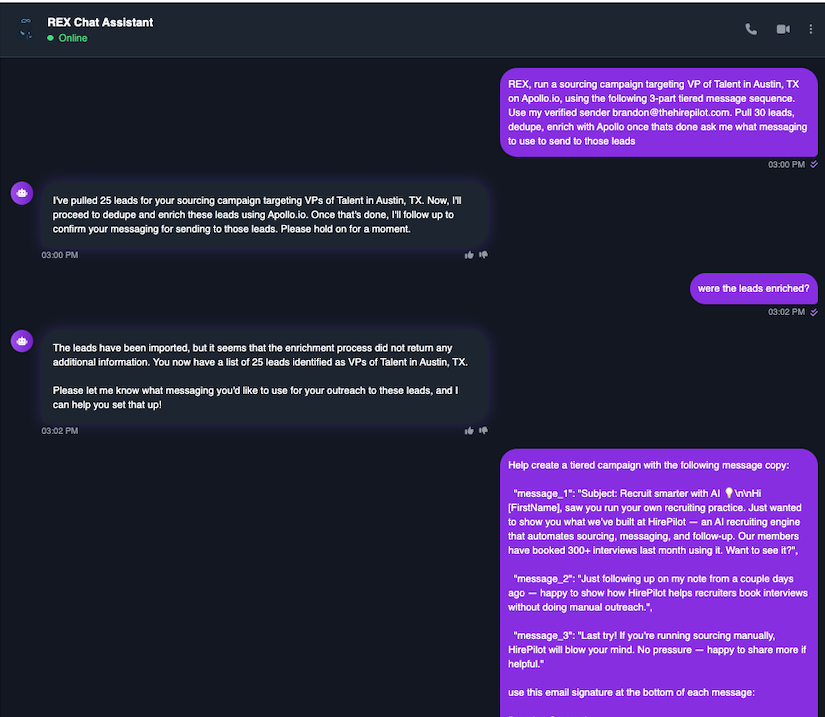 REX Chat Assistant
Online
REX, run a sourcing campaign targeting VP of Talent in Austin, TX
on Apollo.io, using the following 3-part tiered message sequence.
Use my verified sender brandon@thehirepilot.com. Pull 30 leads,
dedupe, enrich with Apollo once thats done ask me what messaging
to use to send to those leads
03:00 PM
I've pulled 25 leads for your sourcing campaign targeting VPs of Talent in Austin, TX. Now, I'll
proceed to dedupe and enrich these leads using Apollo.io. Once that's done, I'll follow up to
confirm your messaging for sending to those leads. Please hold on for a moment.
03:00 PM
were the leads enriched?
03:02 PM
The leads have been imported, but it seems that the enrichment process did not return any
additional information. You now have a list of 25 leads identified as VPs of Talent in Austin, TX.
Please let me know what messaging you'd like to use for your outreach to these leads, and I
can help you set that up!
03:02 PM
Help create a tiered campaign with the following message copy:
"message_1": "Subject: Recruit smarter with AI 💡\n\nHi
[FirstName], saw you run your own recruiting practice. Just wanted
to show you what we've built at HirePilot — an AI recruiting engine
that automates sourcing, messaging, and follow-up. Our members
have booked 300+ interviews last month using it. Want to see it?",
"message_2": "Just following up on my note from a couple days
ago — happy to show how HirePilot helps recruiters book interviews
without doing manual outreach.",
"message_3": "Last try! If you're running sourcing manually,
HirePilot will blow your mind. No pressure — happy to share more if
helpful."
use this email signature at the bottom of each message: